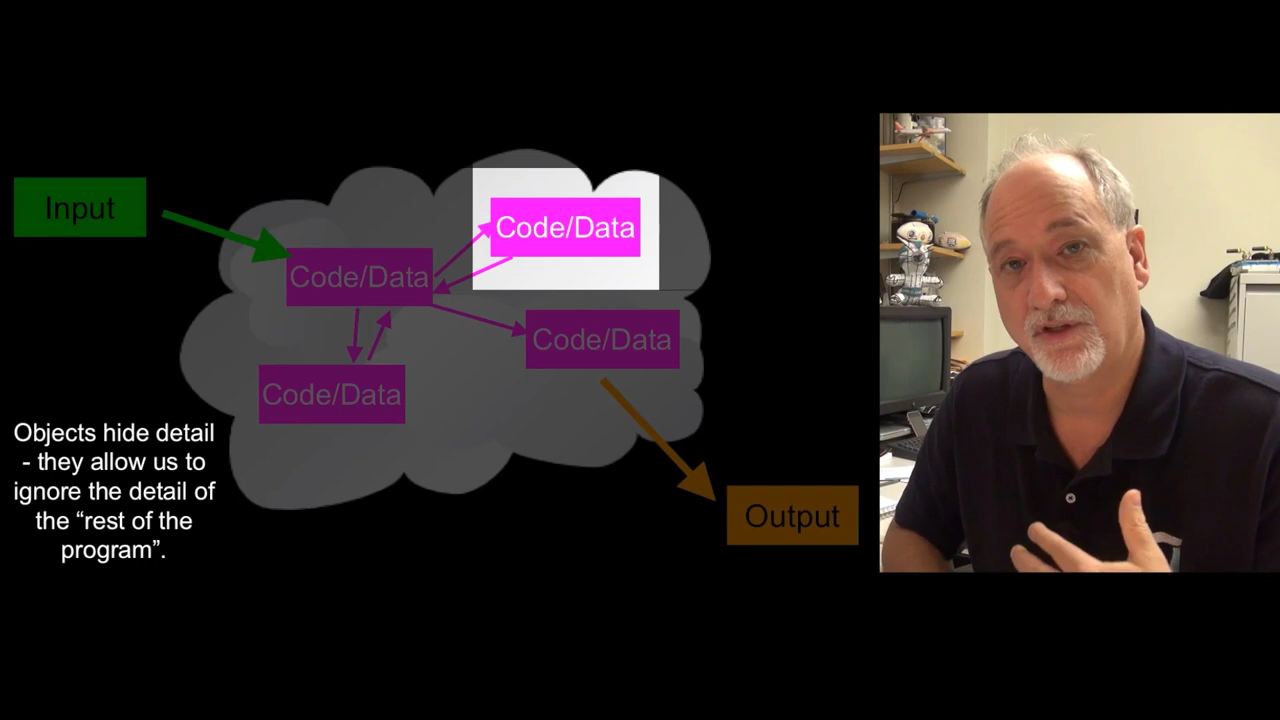 Input
Code/Data
Code/Data
Code/Data
Code/Data
Objects hide detail
- they allow us to
ignore the detail of
the “rest of the
program”.
Output